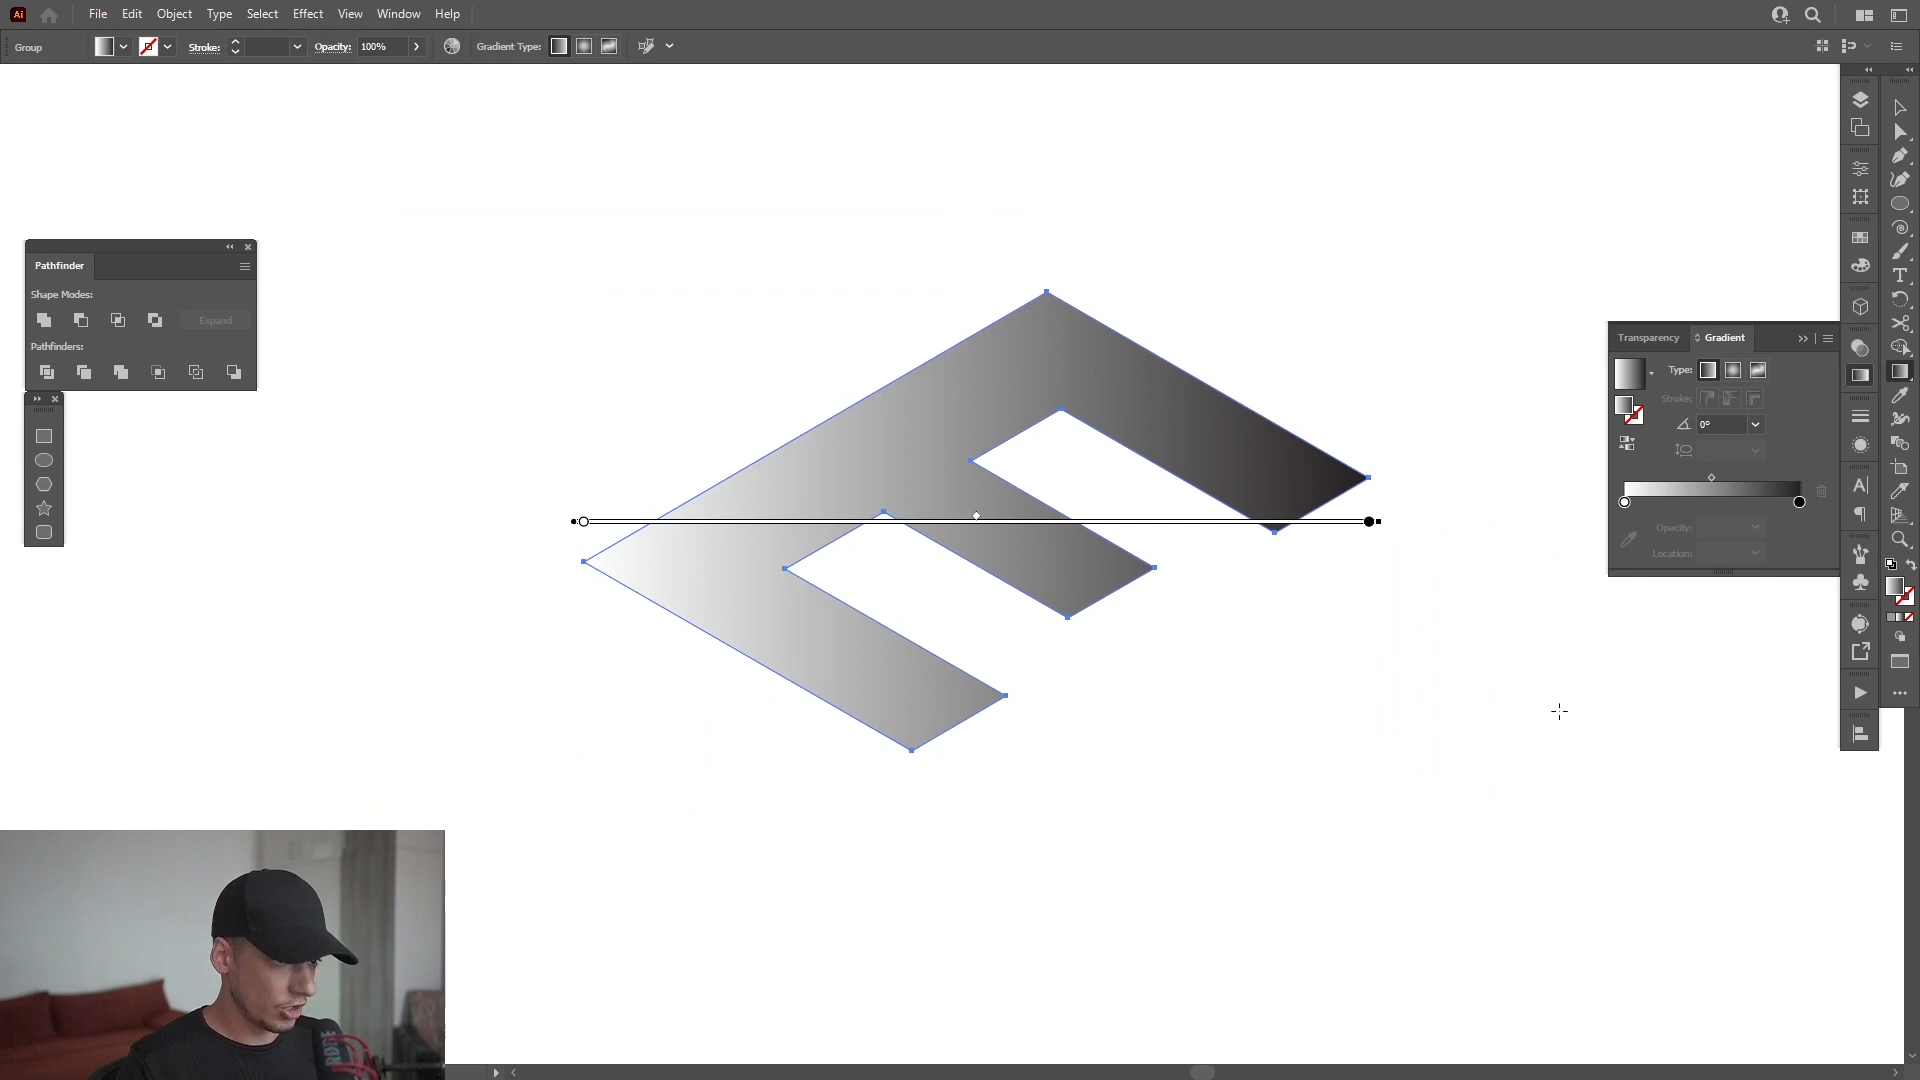 Ai File Edit Object Type Select Effect View Window Help
Group Stroke: Opacity: 100% Gradient Type:
Pathfinder
Shape Modes:
Expand
Pathfinders:
Transparency Gradient
Type:
Stroke:
0°
Opacity:
Location:
RODE